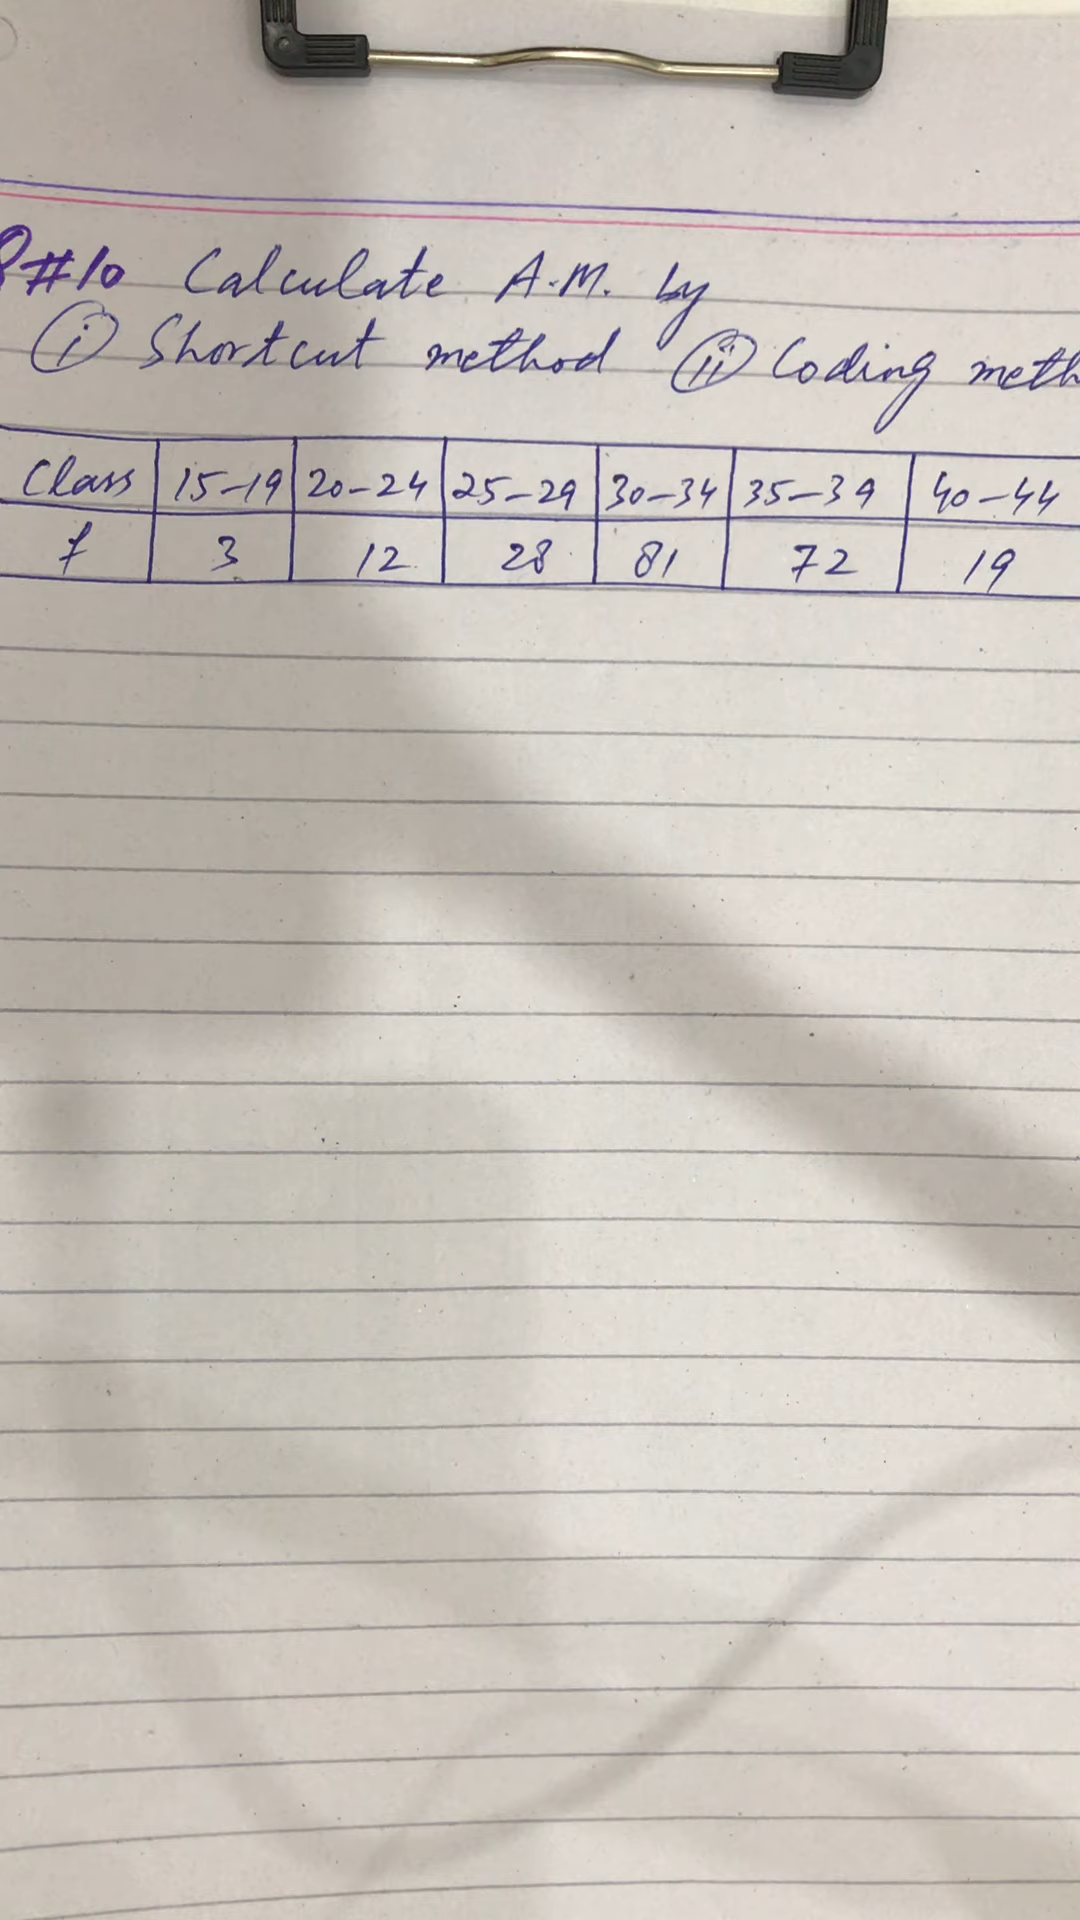 Q#10 Calculate A.M. by
(i) Shortcut method (ii) Coding meth
Class 15-19 20-24 25-29 30-34 35-39 40-44
f 3 12 28 81 72 19